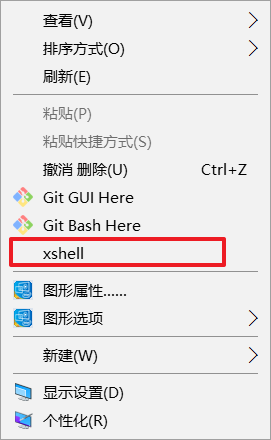 查看(V)
排序方式(O)
刷新(E)
粘贴(P)
粘贴快捷方式(S)
撤消 删除(U) Ctrl+Z
Git GUI Here
Git Bash Here
xshell
图形属性......
图形选项
新建(W)
显示设置(D)
个性化(R)